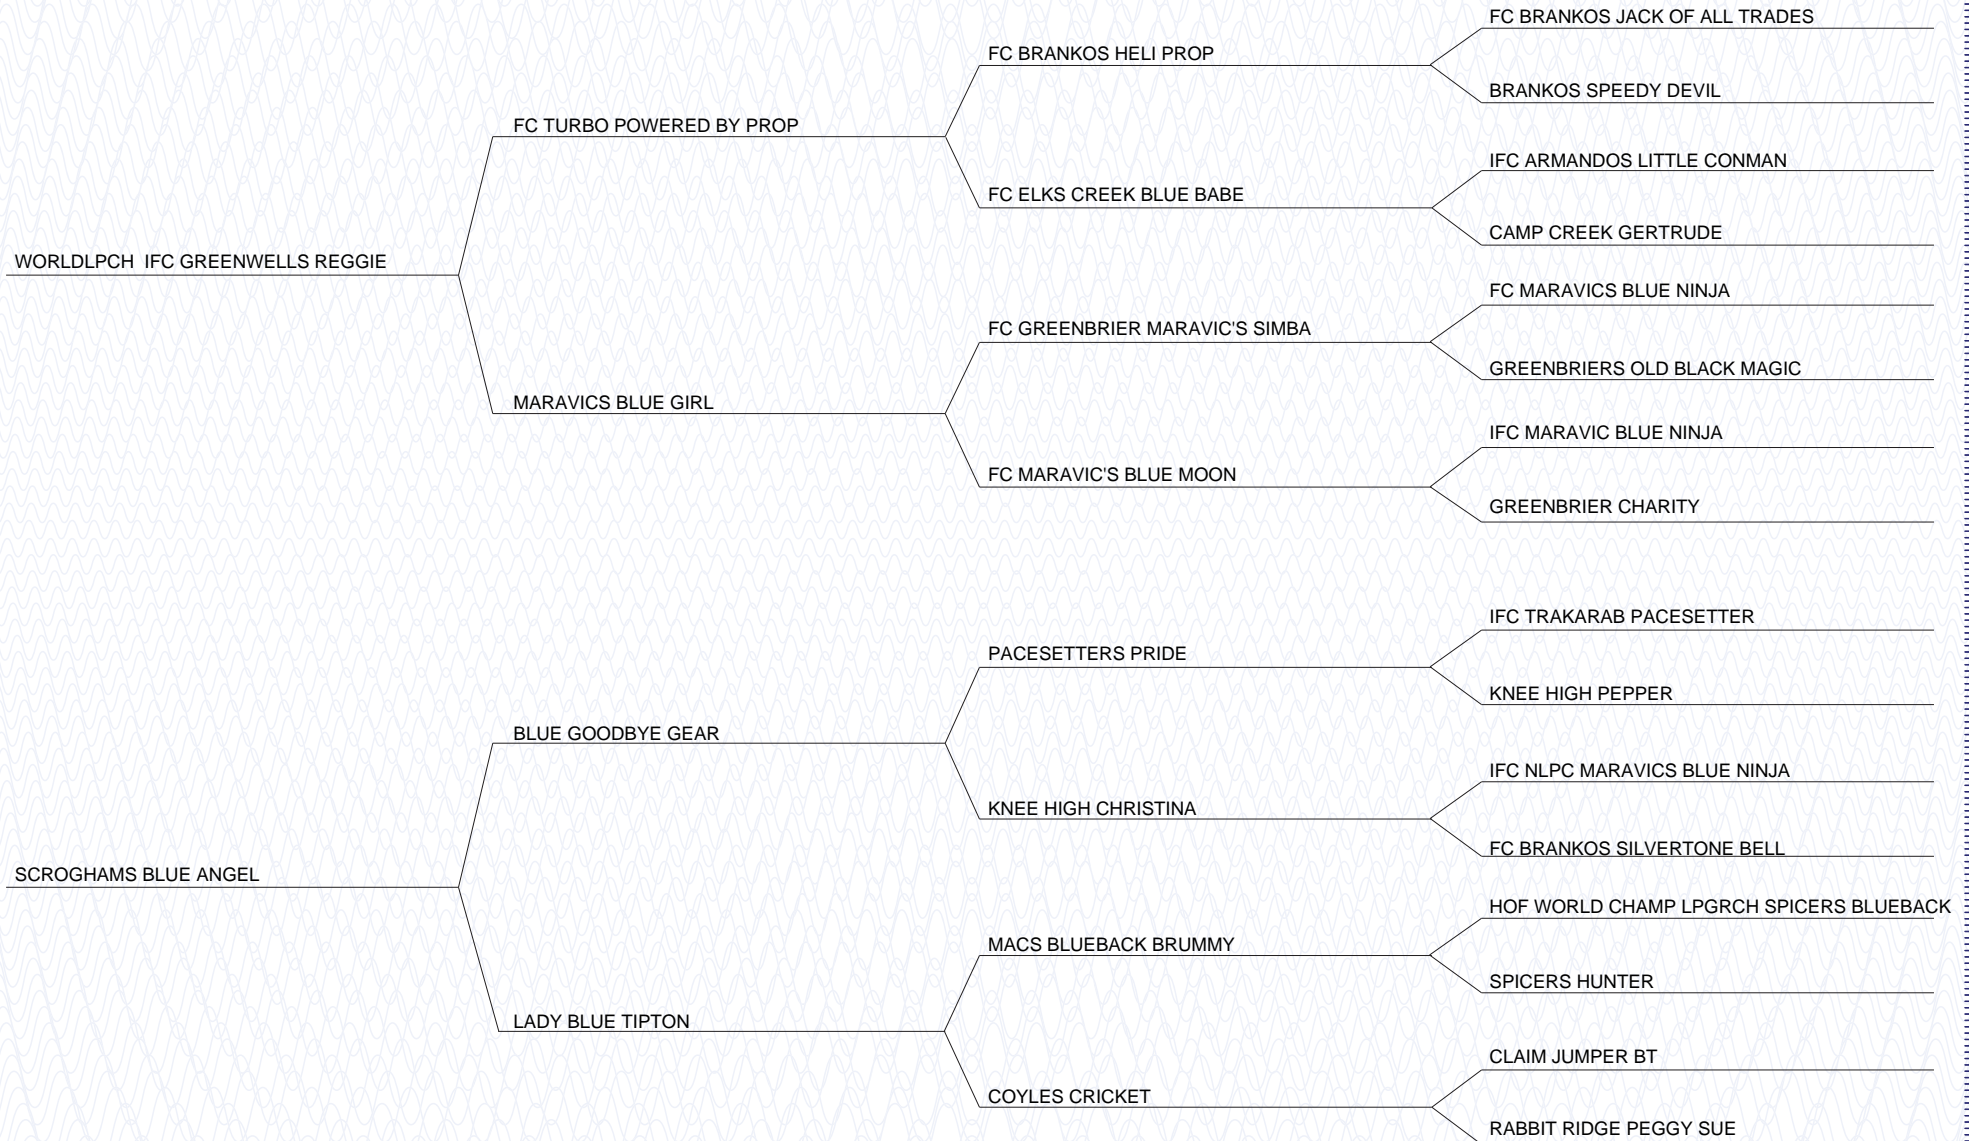 FC BRANKOS JACK OF ALL TRADES
FC BRANKOS HELI PROP
BRANKOS SPEEDY DEVIL
FC TURBO POWERED BY PROP
IFC ARMANDOS LITTLE CONMAN
FC ELKS CREEK BLUE BABE
CAMP CREEK GERTRUDE
WORLDLPCH  IFC GREENWELLS REGGIE
FC MARAVICS BLUE NINJA
FC GREENBRIER MARAVIC'S SIMBA
GREENBRIERS OLD BLACK MAGIC
MARAVICS BLUE GIRL
IFC MARAVIC BLUE NINJA
FC MARAVIC'S BLUE MOON
GREENBRIER CHARITY
IFC TRAKARAB PACESETTER
PACESETTERS PRIDE
KNEE HIGH PEPPER
BLUE GOODBYE GEAR
IFC NLPC MARAVICS BLUE NINJA
KNEE HIGH CHRISTINA
FC BRANKOS SILVERTONE BELL
SCROGHAMS BLUE ANGEL
HOF WORLD CHAMP LPGRCH SPICERS BLUEBACK
MACS BLUEBACK BRUMMY
SPICERS HUNTER
LADY BLUE TIPTON
CLAIM JUMPER BT
COYLES CRICKET
RABBIT RIDGE PEGGY SUE